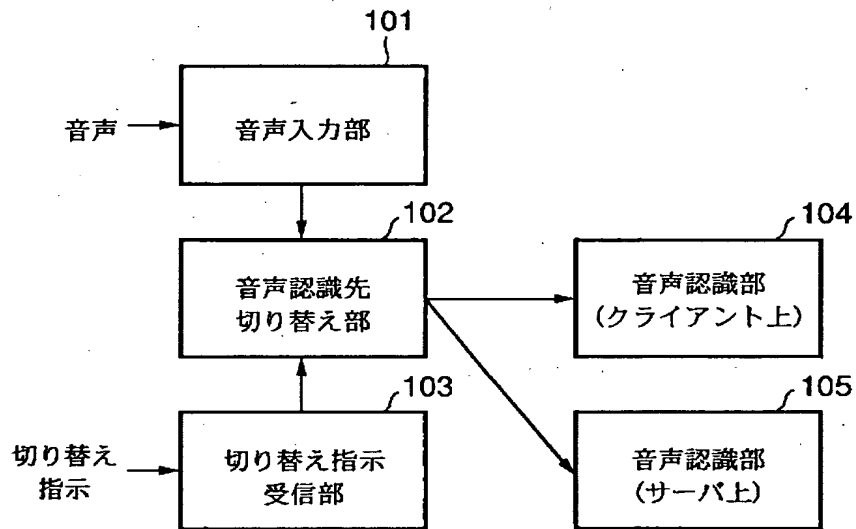 101
音声
音声入力部
102
音声認識先
切り替え部
104
音声認識部
(クライアント上)
103
切り替え
指示
切り替え指示
受信部
105
音声認識部
(サーバ上)